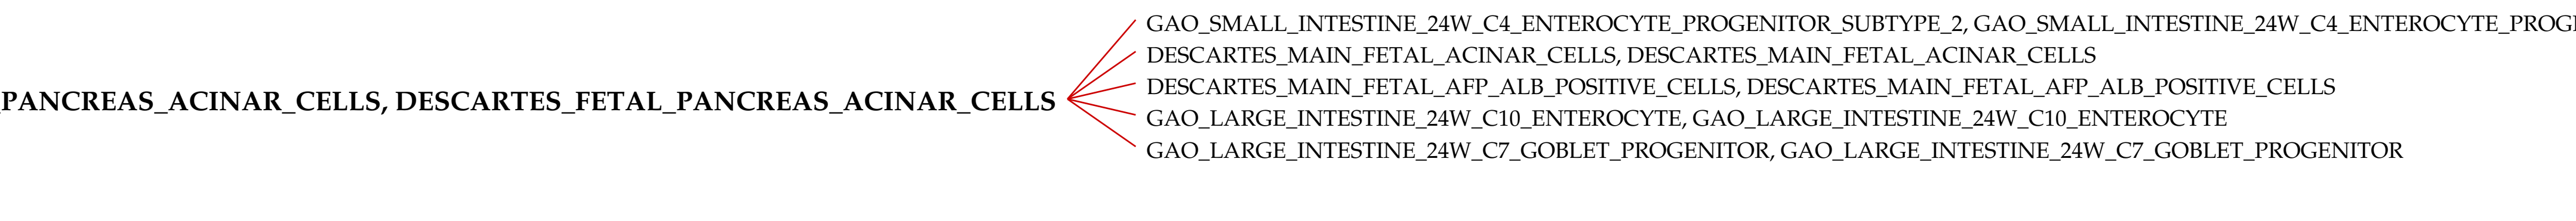 GAO_SMALL_INTESTINE_24W_C4_ENTEROCYTE_PROGENITOR_SUBTYPE_2, GAO_SMALL_INTESTINE_24W_C4_ENTEROCYTE_PROG
DESCARTES_MAIN_FETAL_ACINAR_CELLS, DESCARTES_MAIN_FETAL_ACINAR_CELLS
DESCARTES_MAIN_FETAL_AFP_ALB_POSITIVE_CELLS, DESCARTES_MAIN_FETAL_AFP_ALB_POSITIVE_CELLS
PANCREAS_ACINAR_CELLS, DESCARTES_FETAL_PANCREAS_ACINAR_CELLS
GAO_LARGE_INTESTINE_24W_C10_ENTEROCYTE, GAO_LARGE_INTESTINE_24W_C10_ENTEROCYTE
GAO_LARGE_INTESTINE_24W_C7_GOBLET_PROGENITOR, GAO_LARGE_INTESTINE_24W_C7_GOBLET_PROGENITOR